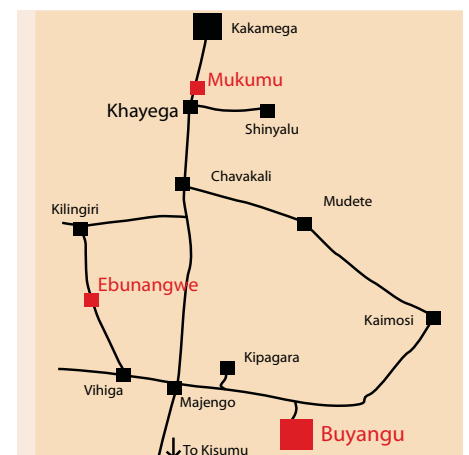 Kakamega
Mukumu
Khayega
Shinyalu
Chavakali
Mudete
Kilingiri
Ebunangwe
Kaimosi
Kipagara
Vihiga
Majengo
Buyangu
To Kisumu